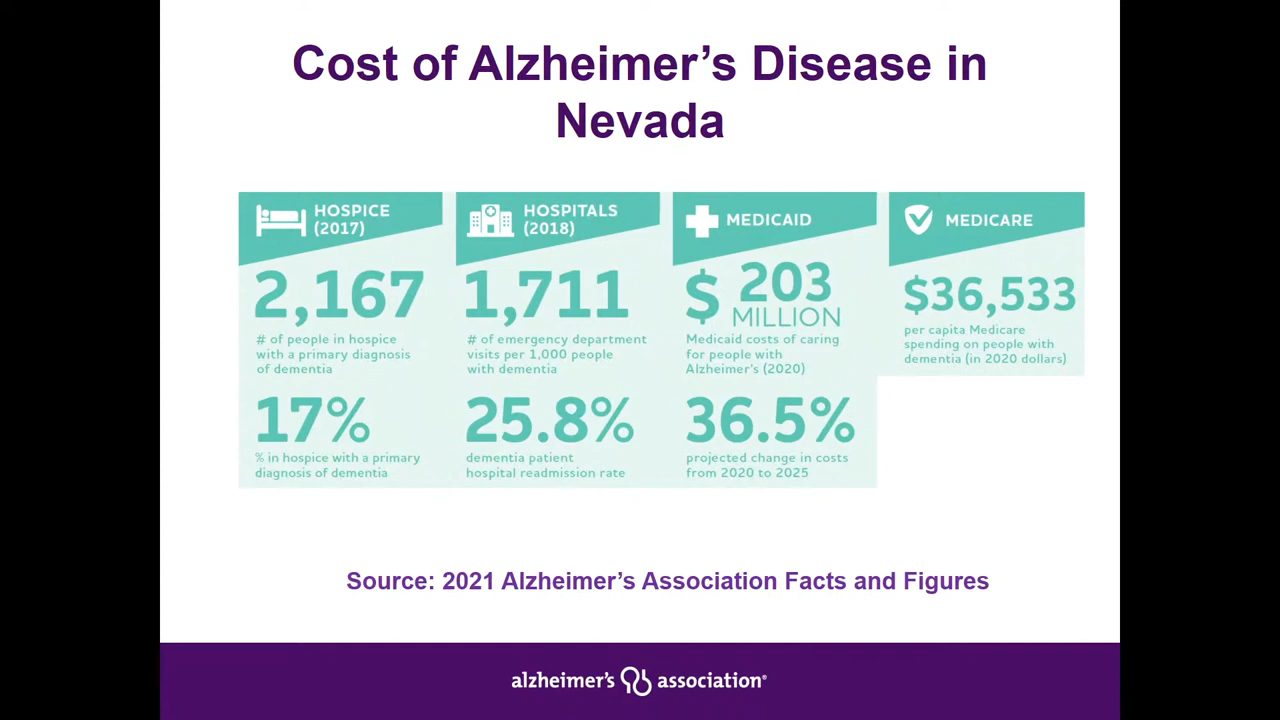 Cost of Alzheimer’s Disease in
Nevada
HOSPICE
(2017)
2,167
# of people in hospice
with a primary diagnosis
of dementia
17%
% in hospice with a primary
diagnosis of dementia
HOSPITALS
(2018)
1,711
# of emergency department
visits per 1,000 people
with dementia
25.8%
dementia patient
hospital readmission rate
MEDICAID
$ 203
MILLION
Medicaid costs of caring
for people with
Alzheimer's (2020)
36.5%
projected change in costs
from 2020 to 2025
MEDICARE
$36,533
per capita Medicare
spending on people with
dementia (in 2020 dollars)
Source: 2021 Alzheimer’s Association Facts and Figures
alzheimer's association®